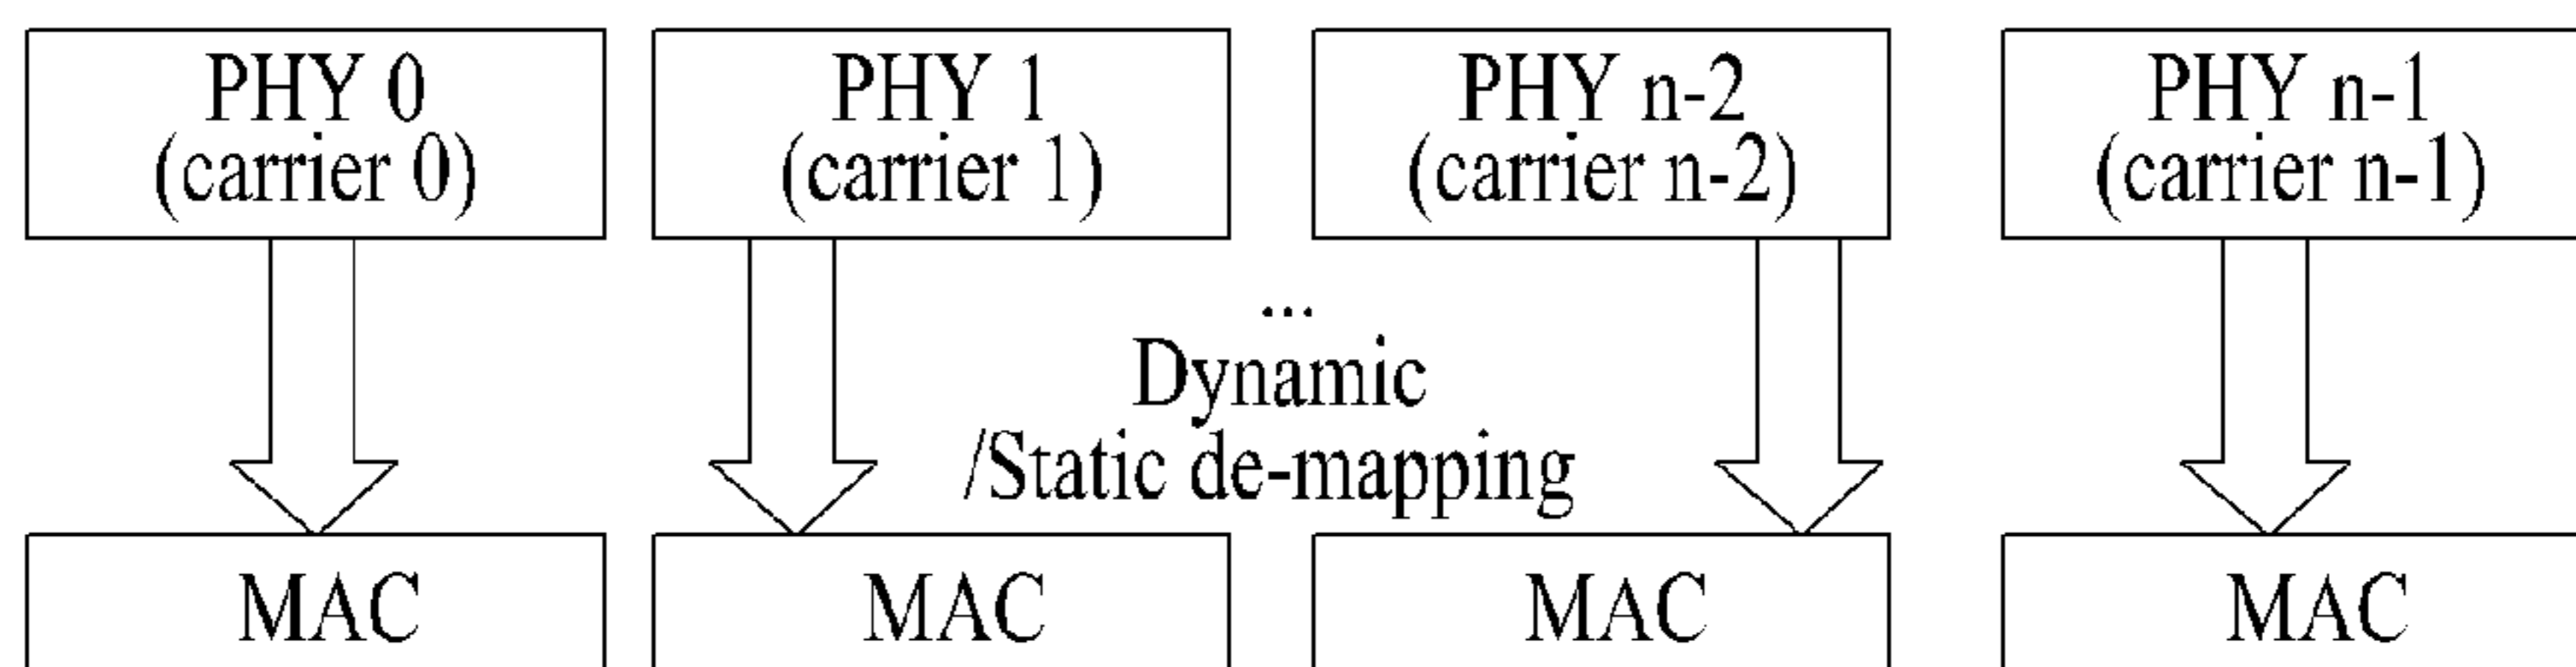 PHY 0
(carrier 0)
PHY 1
(carrier 1)
PHY n-2
(carrier n-2)
PHY n-1
(carrier n-1)
...
Dynamic
/Static de-mapping
MAC
MAC
MAC
MAC